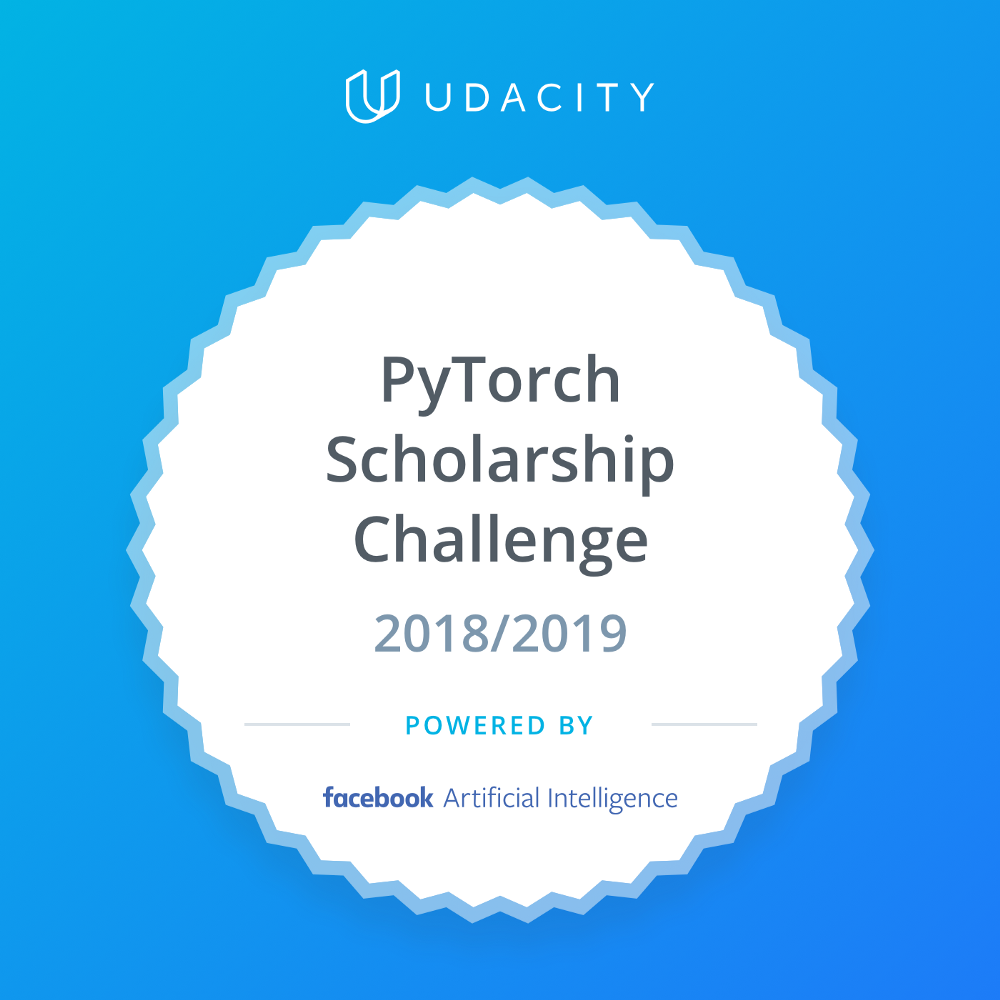 UDACITY
PyTorch
Scholarship
Challenge
2018/2019
POWERED BY
facebook Artificial Intelligence